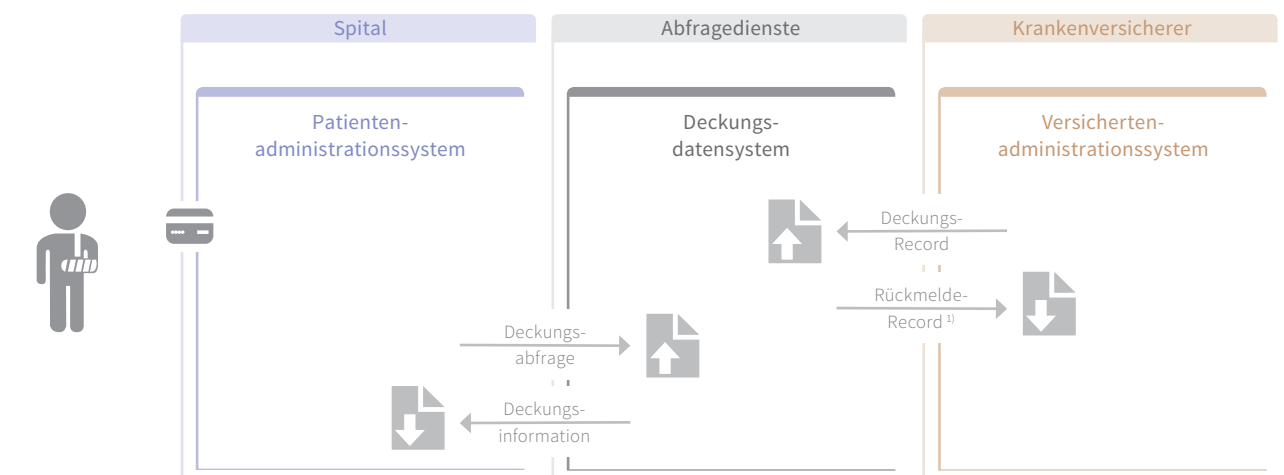 Spital
Abfragedienste
Krankenversicherer
Patienten-
administrationssystem
Deckungs-
datensystem
Versicherten-
administrationssystem
Deckungs-
Record
Rückmelde-
Record 1)
Deckungs-
abfrage
Deckungs-
information